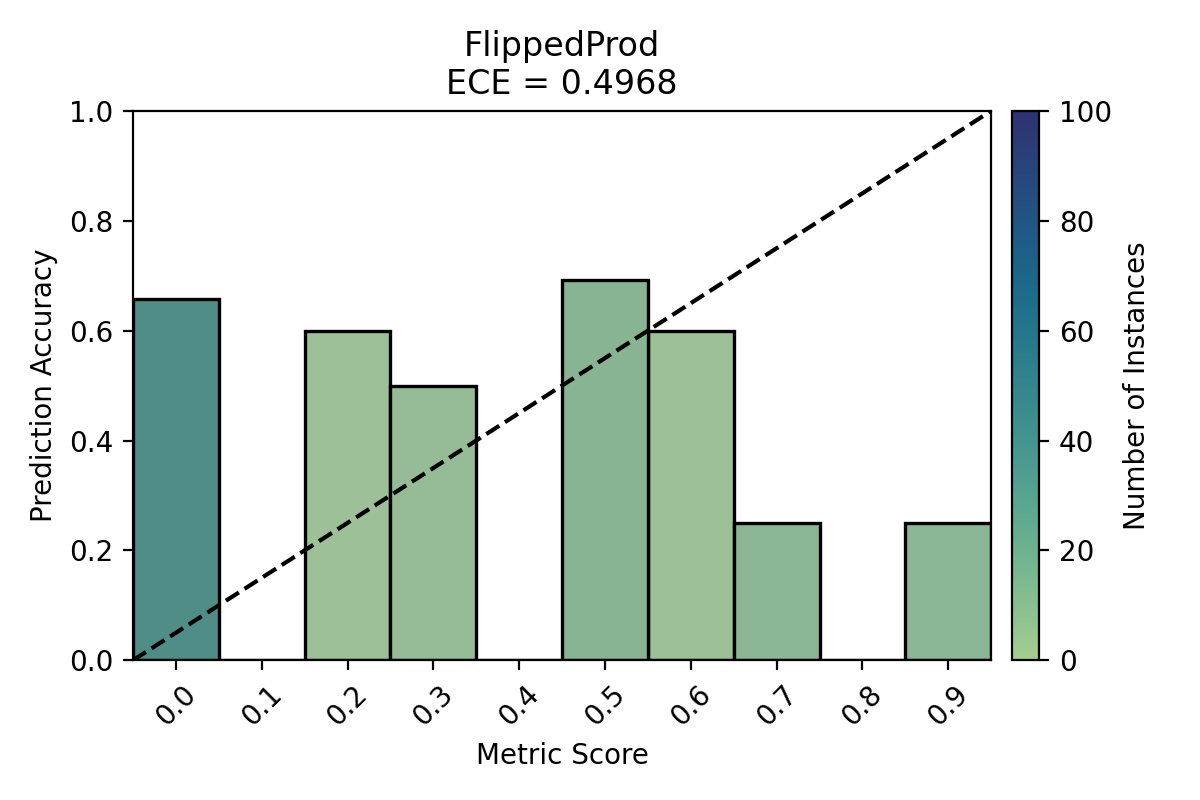 FlippedProd
ECE = 0.4968
1.0
0.8
0.6
0.4
0.2
0.0
Prediction Accuracy
0.0 0.1 0.2 0.3 0.4 0.5 0.6 0.7 0.8 0.9
Metric Score
100
80
60
40
20
0
Number of Instances